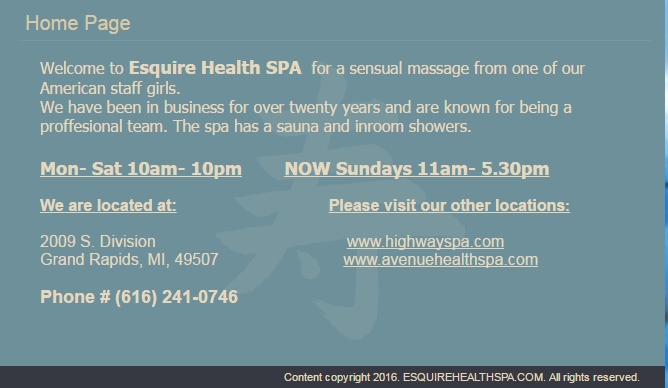 Home Page
Welcome to Esquire Health SPA for a sensual massage from one of our
American staff girls.
We have been in business for over twenty years and are known for being a
proffesional team. The spa has a sauna and inroom showers.
Mon- Sat 10am- 10pm NOW Sundays 11am- 5.30pm
We are located at: Please visit our other locations:
2009 S. Division www.highwayspa.com
Grand Rapids, MI, 49507 www.avenuehealthspa.com
Phone # (616) 241-0746
Content copyright 2016. ESQUIREHEALTHSPA.COM. All rights reserved.
寿